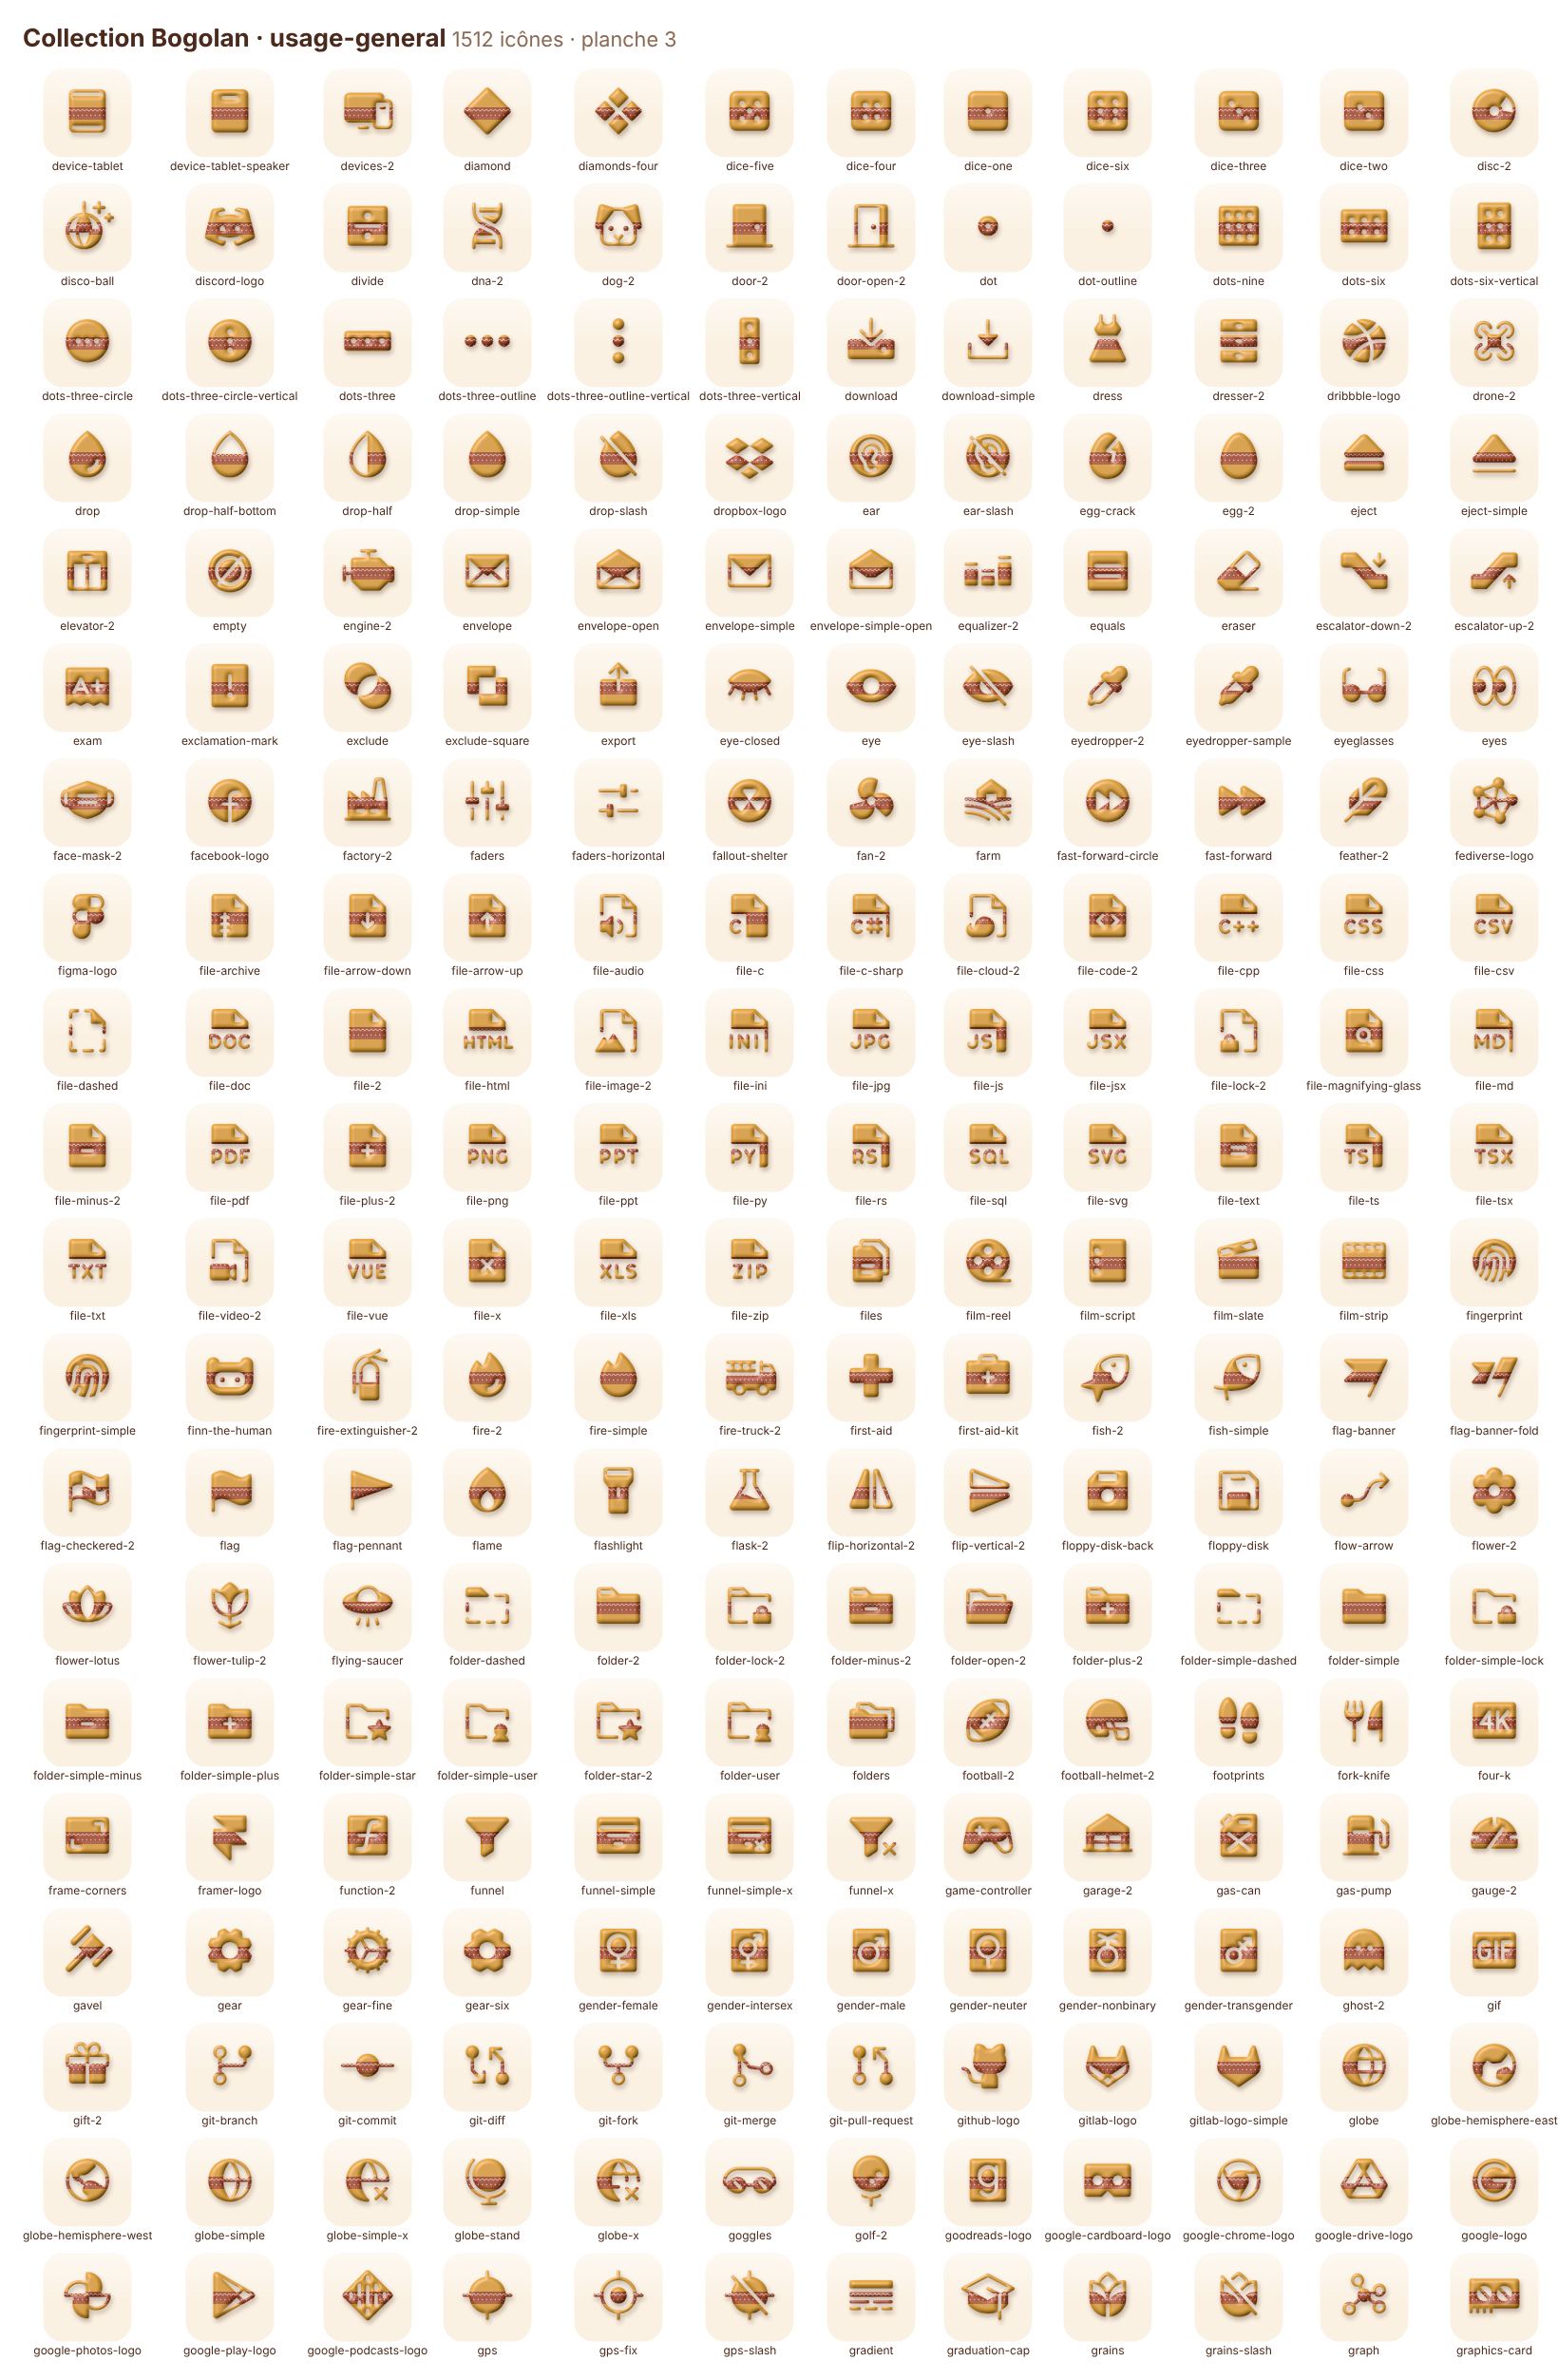 Collection Bogolan · usage-general 1512 icônes · planche 3
device-tablet device-tablet-speaker devices-2 diamond diamonds-four dice-five dice-four dice-one dice-six dice-three dice-two disc-2
disco-ball discord-logo divide dna-2 dog-2 door-2 door-open-2 dot dot-outline dots-nine dots-six dots-six-vertical
dots-three-circle dots-three-circle-vertical dots-three dots-three-outline dots-three-outline-vertical dots-three-vertical download download-simple dress dresser-2 dribbble-logo drone-2
drop drop-half-bottom drop-half drop-simple drop-slash dropbox-logo ear ear-slash egg-crack egg-2 eject eject-simple
elevator-2 empty engine-2 envelope envelope-open envelope-simple envelope-simple-open equalizer-2 equals eraser escalator-down-2 escalator-up-2
A+
exam exclamation-mark exclude exclude-square export eye-closed eye eye-slash eyedropper-2 eyedropper-sample eyeglasses eyes
face-mask-2 facebook-logo factory-2 faders faders-horizontal fallout-shelter fan-2 farm fast-forward-circle fast-forward feather-2 fediverse-logo
C C# C++ CSS CSV
figma-logo file-archive file-arrow-down file-arrow-up file-audio file-c file-c-sharp file-cloud-2 file-code-2 file-cpp file-css file-csv
DOC HTML INI JPG JS JSX MD
file-dashed file-doc file-2 file-html file-image-2 file-ini file-jpg file-js file-jsx file-lock-2 file-magnifying-glass file-md
PDF PNG PPT PY RS SQL SVG TS TSX
file-minus-2 file-pdf file-plus-2 file-png file-ppt file-py file-rs file-sql file-svg file-text file-ts file-tsx
TXT VUE XLS ZIP
file-txt file-video-2 file-vue file-x file-xls file-zip files film-reel film-script film-slate film-strip fingerprint
fingerprint-simple finn-the-human fire-extinguisher-2 fire-2 fire-simple fire-truck-2 first-aid first-aid-kit fish-2 fish-simple flag-banner flag-banner-fold
flag-checkered-2 flag flag-pennant flame flashlight flask-2 flip-horizontal-2 flip-vertical-2 floppy-disk-back floppy-disk flow-arrow flower-2
flower-lotus flower-tulip-2 flying-saucer folder-dashed folder-2 folder-lock-2 folder-minus-2 folder-open-2 folder-plus-2 folder-simple-dashed folder-simple folder-simple-lock
4K
folder-simple-minus folder-simple-plus folder-simple-star folder-simple-user folder-star-2 folder-user folders football-2 football-helmet-2 footprints fork-knife four-k
frame-corners framer-logo function-2 funnel funnel-simple funnel-simple-x funnel-x game-controller garage-2 gas-can gas-pump gauge-2
GIF
gavel gear gear-fine gear-six gender-female gender-intersex gender-male gender-neuter gender-nonbinary gender-transgender ghost-2 gif
gift-2 git-branch git-commit git-diff git-fork git-merge git-pull-request github-logo gitlab-logo gitlab-logo-simple globe globe-hemisphere-east
globe-hemisphere-west globe-simple globe-simple-x globe-stand globe-x goggles golf-2 goodreads-logo google-cardboard-logo google-chrome-logo google-drive-logo google-logo
google-photos-logo google-play-logo google-podcasts-logo gps gps-fix gps-slash gradient graduation-cap grains grains-slash graph graphics-card